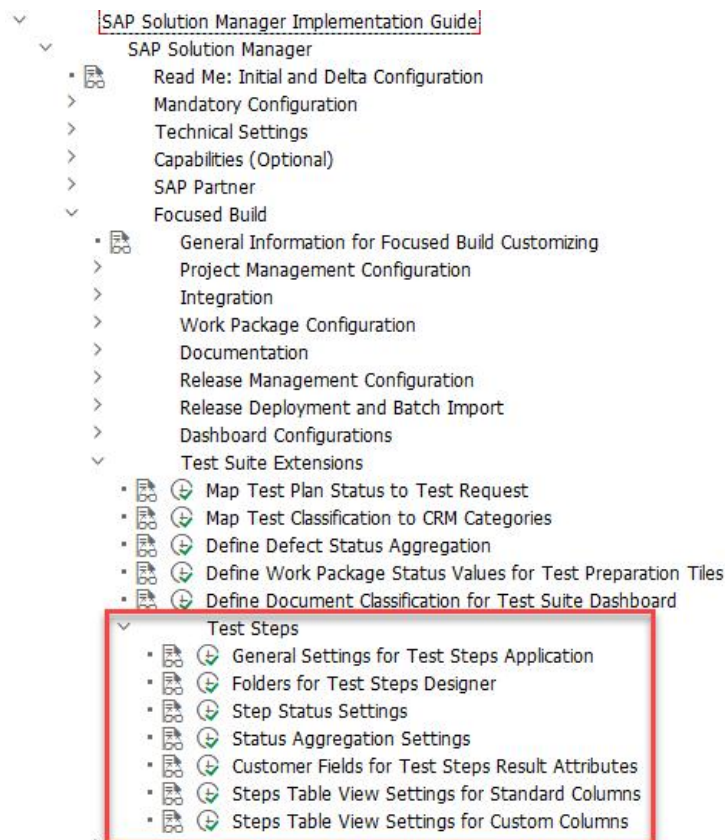 SAP Solution Manager Implementation Guide
SAP Solution Manager
Read Me: Initial and Delta Configuration
Mandatory Configuration
Technical Settings
Capabilities (Optional)
SAP Partner
Focused Build
General Information for Focused Build Customizing
Project Management Configuration
Integration
Work Package Configuration
Documentation
Release Management Configuration
Release Deployment and Batch Import
Dashboard Configurations
Test Suite Extensions
Map Test Plan Status to Test Request
Map Test Classification to CRM Categories
Define Defect Status Aggregation
Define Work Package Status Values for Test Preparation Tiles
Define Document Classification for Test Suite Dashboard
Test Steps
General Settings for Test Steps Application
Folders for Test Steps Designer
Step Status Settings
Status Aggregation Settings
Customer Fields for Test Steps Result Attributes
Steps Table View Settings for Standard Columns
Steps Table View Settings for Custom Columns